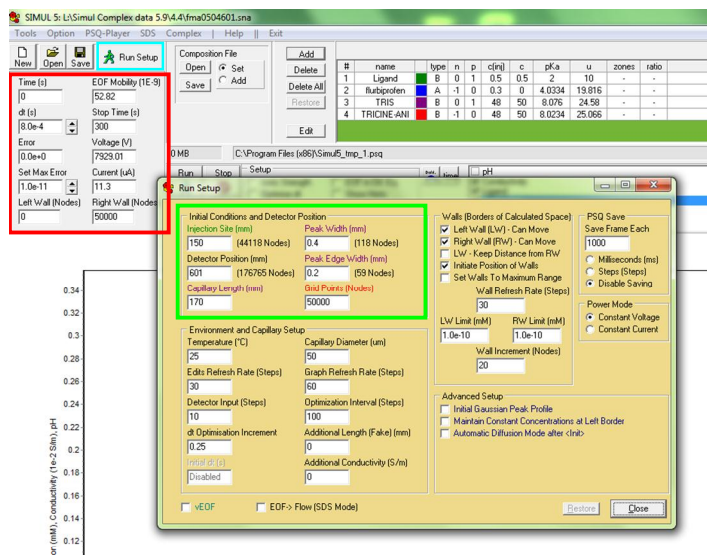 SIMUL 5: L:\Simul Complex data 5.9\4.4\fma0504601.sna
Tools Option PSQ-Player SDS Complex | Help || Exit
New Open Save Run Setup
Composition File
Open Set
Save Add
Add
Delete
Delete All
Restore
Edit
# name type n p c(inj) c pKa u zones ratio
1 Ligand B 0 1 0.5 0.5 2 10 - -
2 flurbiprofen A -1 0 0.3 0 4.0334 19.816 - -
3 TRIS B 0 1 48 50 8.076 24.58 - -
4 TRICINE-ANI B -1 0 48 50 8.0234 25.066 - -
Time (s) EOF Mobility (1E-9)
0 52.82
dt (s) Stop Time (s)
8.0e-4 300
Error Voltage (V)
0.0e+0 7929.01
Set Max Error Current (uA)
1.0e-11 11.3
Left Wall (Nodes) Right Wall (Nodes
0 50000
0 MB C:\Program Files (x86)\Simul5_tmp_1.psq
Run Stop Setup time pH
Run Setup
Initial Conditions and Detector Position
Injection Site (mm) Peak Width (mm)
150 (44118 Nodes) 0.4 (118 Nodes)
Detector Position (mm) Peak Edge Width (mm)
601 (176765 Nodes) 0.2 (59 Nodes)
Capillary Length (mm) Grid Points (Nodes)
170 50000
Environment and Capillary Setup
Temperature (°C) Capillary Diameter (um)
25 50
Edits Refresh Rate (Steps) Graph Refresh Rate (Steps)
30 60
Detector Input (Steps) Optimization Interval (Steps)
10 100
dt Optimisation Increment Additional Length (Fake) (mm)
0.25 0
Initial dt (s) Additional Conductivity (S/m)
Disabled 0
vEOF EOF-> Flow (SDS Mode)
Walls (Borders of Calculated Space)
Left Wall (LW) - Can Move
Right Wall (RW) - Can Move
LW - Keep Distance from RW
Initiate Position of Walls
Set Walls To Maximum Range
Wall Refresh Rate (Steps)
30
LW Limit (mM) RW Limit (mM)
1.0e-10 1.0e-10
Wall Increment (Nodes)
20
PSQ Save
Save Frame Each
1000
Milliseconds (ms)
Steps (Steps)
Disable Saving
Power Mode
Constant Voltage
Constant Current
Advanced Setup
Initial Gaussian Peak Profile
Maintain Constant Concentrations at Left Border
Automatic Diffusion Mode after <Init>
Restore Close
0.34
0.32
0.3
0.28
0.26
0.24
0.22
0.2
0.18
0.16
0.14
0.12
or (mM), Conductivity (1e-2 S/m), pH